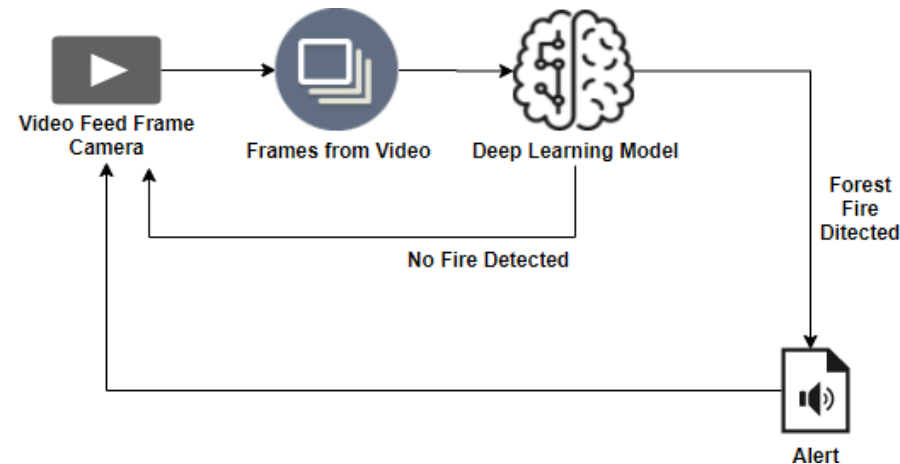 Video Feed Frame
Camera
Frames from Video
Deep Learning Model
Forest
Fire
Ditected
No Fire Detected
Alert